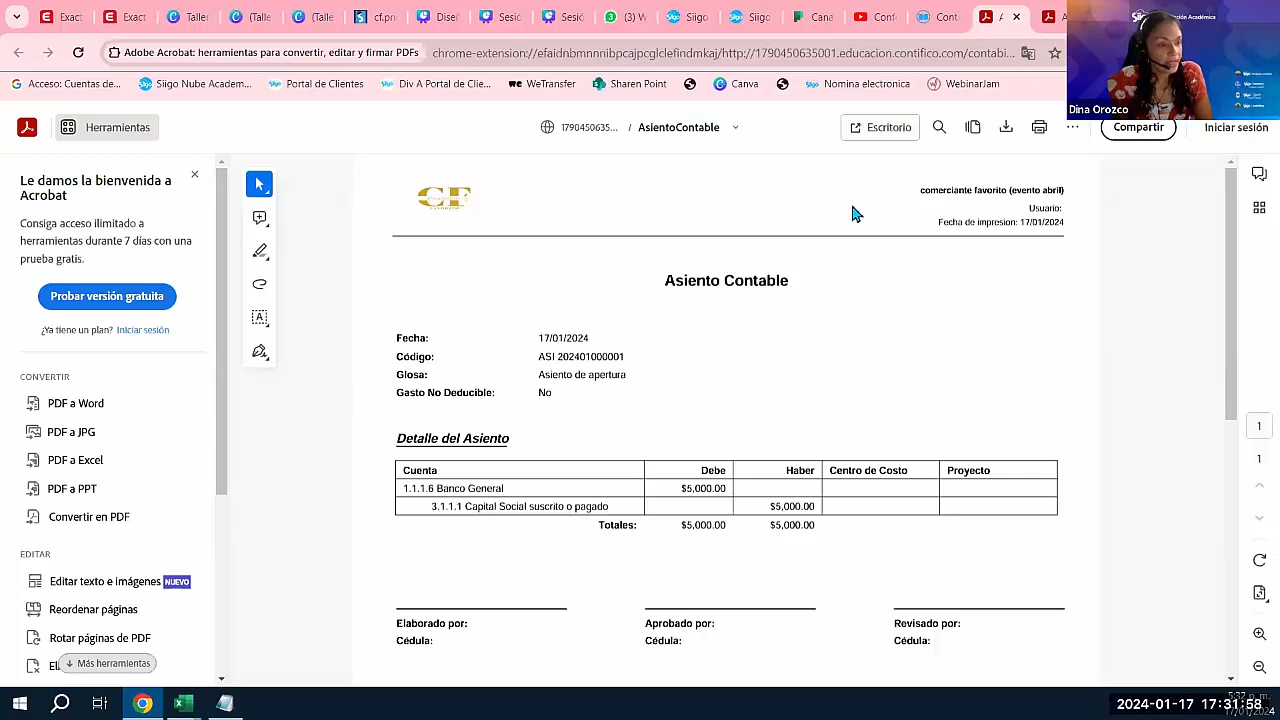 Exact
Exact
Taller
(Talle
(Talle
cf.pro
Diseñ
Sesió
Sesió
(3) W
Siigo
Siigo
Pana
Confi
Cont
A
A
Adobe Acrobat: herramientas para convertir, editar y firmar PDFs
chrome-extension://efaidnbmnnnibpcajpcglclefindmkaj/http://1790450635001.educacion.pontifico.com/contabi...
Acceso: Cuentas de...
Siigo Nube Academ...
Portal de Clientes
Div A Portal de Clie...
WeTransfer
Sharen Point
Canva
Nomina electronica
Webinar
Dina Orozco
Herramientas
1790450635...
/
AsientoContable
Escritorio
Compartir
Iniciar sesión
Le damos la bienvenida a
Acrobat
Consiga acceso ilimitado a
herramientas durante 7 días con una
prueba gratis.
Probar versión gratuita
¿Ya tiene un plan? Iniciar sesión
CONVERTIR
PDF a Word
PDF a JPG
PDF a Excel
PDF a PPT
Convertir en PDF
EDITAR
Editar texto e imágenes NUEVO
Reordenar páginas
Rotar páginas de PDF
Más herramientas
CF
comerciante favorito (evento abril)
Usuario:
Fecha de impresion: 17/01/2024
Asiento Contable
Fecha: 17/01/2024
Código: ASI 202401000001
Glosa: Asiento de apertura
Gasto No Deducible: No
Detalle del Asiento
Cuenta Debe Haber Centro de Costo Proyecto
1.1.1.6 Banco General $5,000.00
3.1.1.1 Capital Social suscrito o pagado $5,000.00
Totales: $5,000.00 $5,000.00
Elaborado por: Aprobado por: Revisado por:
Cédula: Cédula: Cédula:
1
1
2024-01-17 17:31:58
17/01/2024